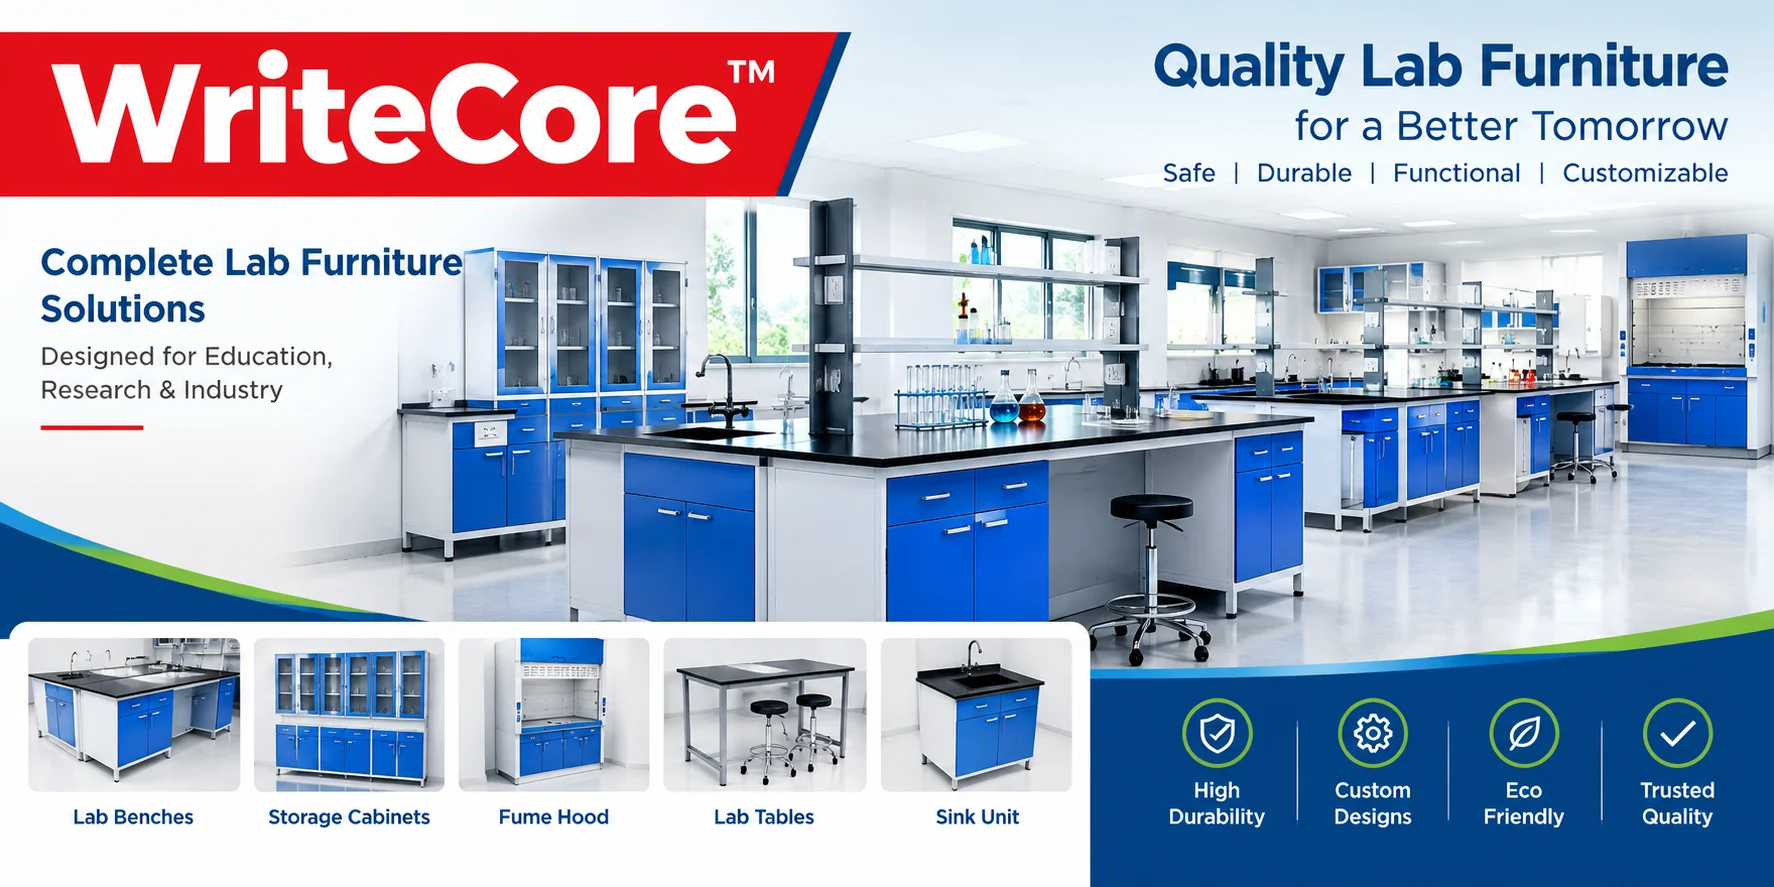 WriteCore™
Quality Lab Furniture
for a Better Tomorrow
Safe | Durable | Functional | Customizable
Complete Lab Furniture
Solutions
Designed for Education,
Research & Industry
Lab Benches
Storage Cabinets
Fume Hood
Lab Tables
Sink Unit
High
Durability
Custom
Designs
Eco
Friendly
Trusted
Quality